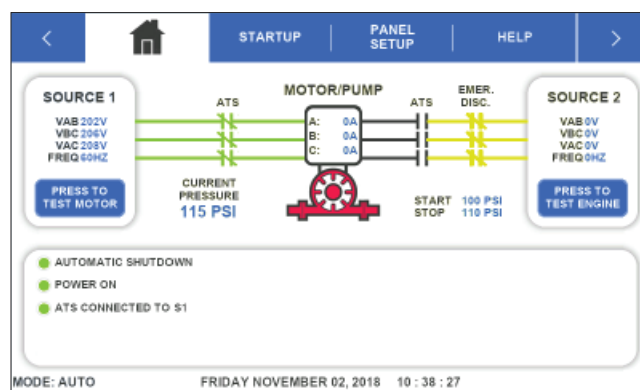 STARTUP
PANEL
SETUP
HELP
SOURCE 1
VAB 202V
VBC 206V
VAC 208V
FREQ 60HZ
PRESS TO
TEST MOTOR
ATS
MOTOR/PUMP
A: 0A
B: 0A
C: 0A
ATS
EMER.
DISC.
CURRENT
PRESSURE
115 PSI
START 100 PSI
STOP 110 PSI
SOURCE 2
VAB 0V
VBC 0V
VAC 0V
FREQ 0HZ
PRESS TO
TEST ENGINE
AUTOMATIC SHUTDOWN
POWER ON
ATS CONNECTED TO S1
MODE: AUTO FRIDAY NOVEMBER 02, 2018 10 : 38 : 27